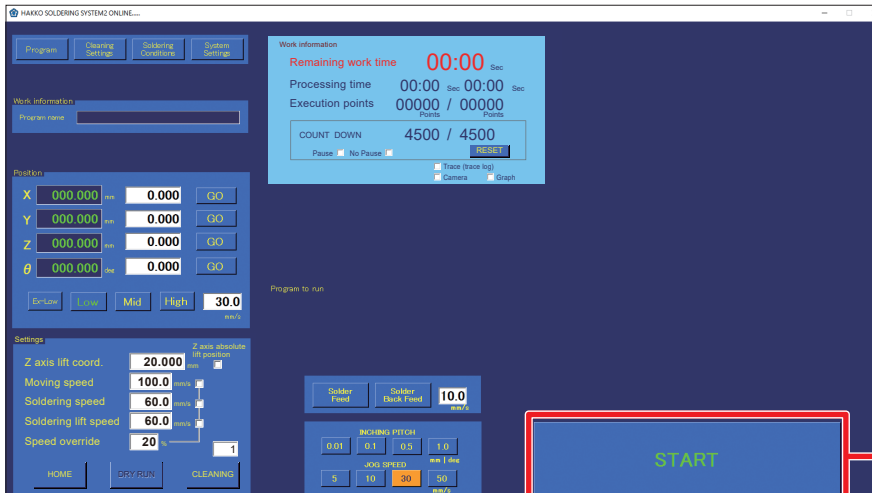 HAKKO SOLDERING SYSTEM2 ONLINE.....
Program
Cleaning Settings
Soldering Conditions
System Settings
Work information
Program name
Position
X 000.000 mm 0.000 GO
Y 000.000 mm 0.000 GO
Z 000.000 mm 0.000 GO
θ 000.000 deg 0.000 GO
Ex-Low Low Mid High 30.0
mm/s
Settings
Z axis absolute lift position
Z axis lift coord. 20.000 mm
Moving speed 100.0 mm/s
Soldering speed 60.0 mm/s
Soldering lift speed 60.0 mm/s
Speed override 20 %
1
HOME DRY RUN CLEANING
Work information
Remaining work time 00:00 Sec
Processing time 00:00 Sec 00:00 Sec
Execution points 00000 / 00000
Points Points
COUNT DOWN 4500 / 4500
Pause No Pause RESET
Trace (trace log)
Camera Graph
Program to run
Solder Feed
Solder Back Feed
10.0
mm/s
INCHING PITCH
0.01 0.1 0.5 1.0
mm | deg
JOG SPEED
5 10 30 50
mm/s
START